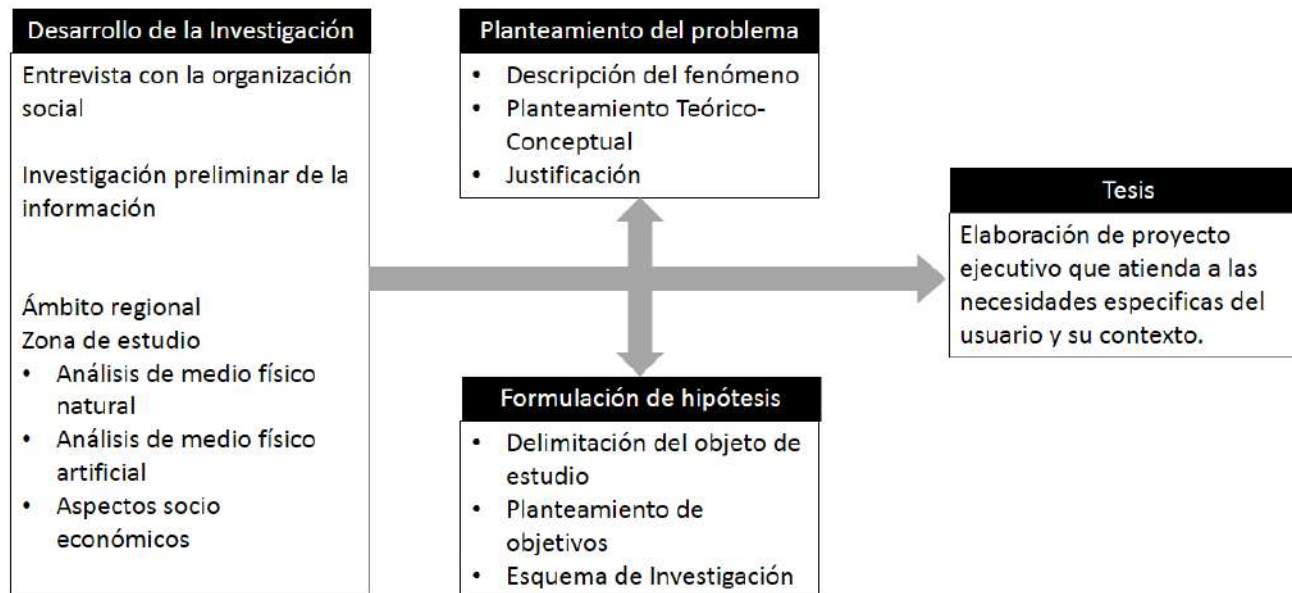 Desarrollo de la Investigación
Entrevista con la organización
social
Investigación preliminar de la
información
Ámbito regional
Zona de estudio
• Análisis de medio físico
natural
• Análisis de medio físico
artificial
• Aspectos socio
económicos
Planteamiento del problema
• Descripción del fenómeno
• Planteamiento Teórico-
Conceptual
• Justificación
Formulación de hipótesis
• Delimitación del objeto de
estudio
• Planteamiento de
objetivos
• Esquema de Investigación
Tesis
Elaboración de proyecto
ejecutivo que atienda a las
necesidades especificas del
usuario y su contexto.